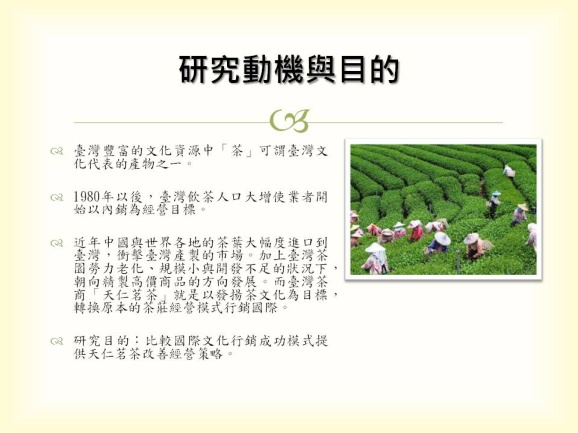 研究動機與目的
臺灣豐富的文化資源中「茶」可謂臺灣文
化代表的產物之一。
1980年以後，臺灣飲茶人口大增使業者開
始以內銷為經營目標。
近年中國與世界各地的茶葉大幅度進口到
臺灣，衝擊臺灣產製的市場。加上臺灣茶
園勞力老化、規模小與開發不足的狀況下，
朝向精製高價商品的方向發展。而臺灣茶
商「天仁茗茶」就是以發揚茶文化為目標，
轉換原本的茶莊經營模式行銷國際。
研究目的：比較國際文化行銷成功模式提
供天仁茗茶改善經營策略。